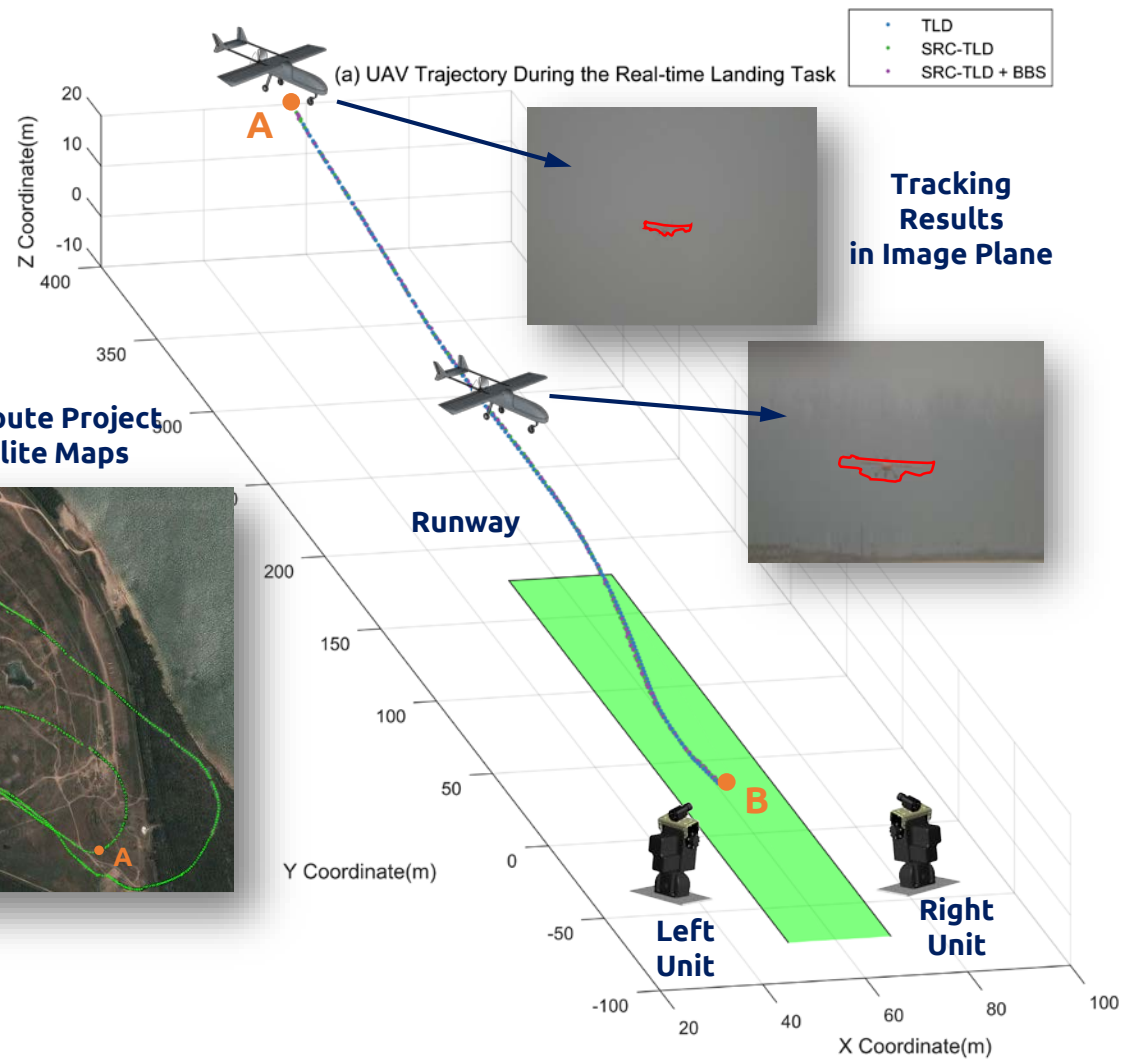 TLD
SRC-TLD
SRC-TLD + BBS
(a) UAV Trajectory During the Real-time Landing Task
A
Tracking
Results
in Image Plane
Z Coordinate(m)
20
10
0
-10
400
350
300
200
150
100
50
0
-50
-100
Y Coordinate(m)
oute Project
lite Maps
Runway
A
B
Left
Unit
Right
Unit
20
40
60
80
100
X Coordinate(m)